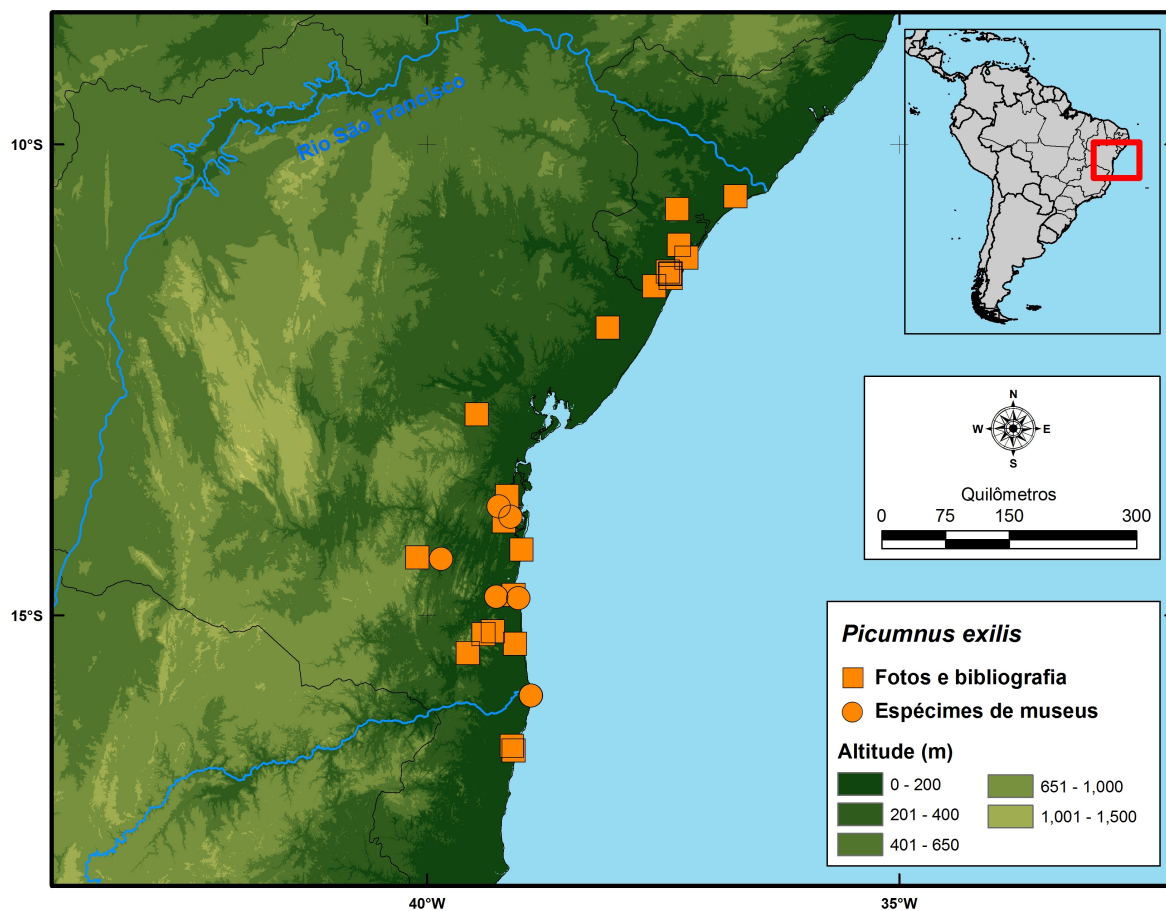 Rio São Francisco
10°S
15°S
40°W
35°W
N
W
E
S
Quilômetros
0 75 150 300
Picumnus exilis
Fotos e bibliografia
Espécimes de museus
Altitude (m)
0 - 200
201 - 400
401 - 650
651 - 1,000
1,001 - 1,500